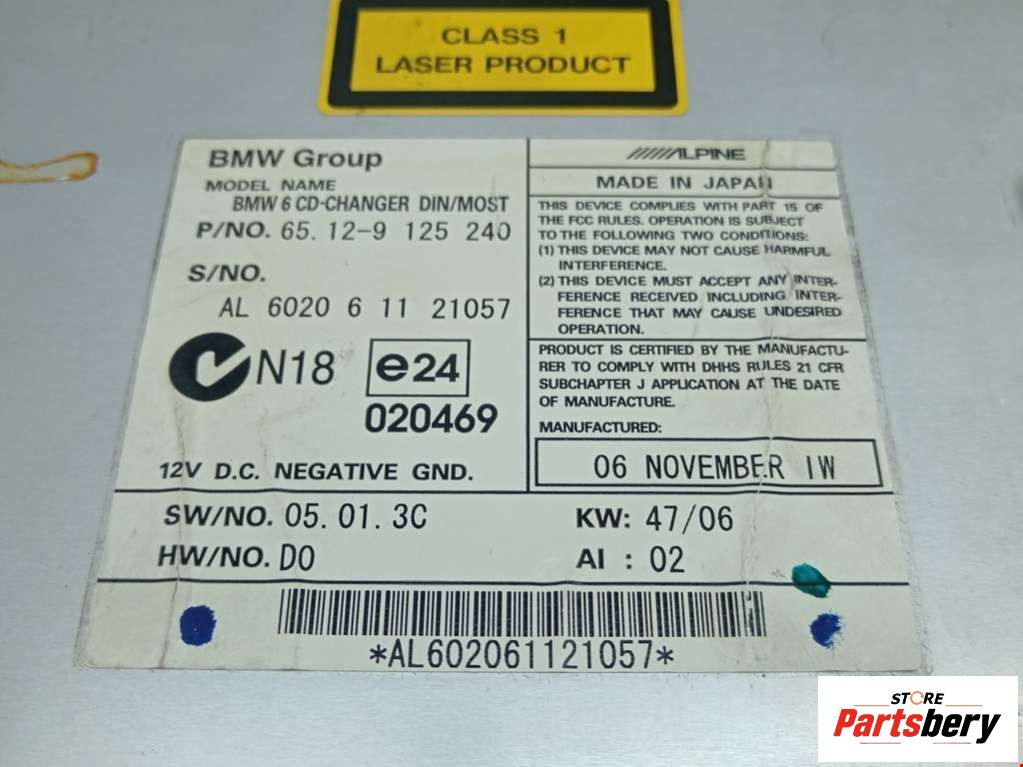 CLASS 1
LASER PRODUCT
BMW Group
MODEL NAME
BMW 6 CD-CHANGER DIN/MOST
P/NO. 65. 12-9 125 240
S/NO.
AL 6020 6 11 21057
N18
e24
020469
12V D.C. NEGATIVE GND.
ALPINE
MADE IN JAPAN
THIS DEVICE COMPLIES WITH PART 15 OF
THE FCC RULES. OPERATION IS SUBJECT
TO THE FOLLOWING TWO CONDITIONS:
(1) THIS DEVICE MAY NOT CAUSE HARMFUL
INTERFERENCE.
(2) THIS DEVICE MUST ACCEPT ANY INTER-
FERENCE RECEIVED INCLUDING INTER-
FERENCE THAT MAY CAUSE UNDESIRED
OPERATION.
PRODUCT IS CERTIFIED BY THE MANUFACTU-
RER TO COMPLY WITH DHHS RULES 21 CFR
SUBCHAPTER J APPLICATION AT THE DATE
OF MANUFACTURE.
MANUFACTURED:
06 NOVEMBER IW
SW/NO. 05. 01. 3C
KW: 47/06
HW/NO. D0
AI : 02
*AL602061121057*
STORE
Partsbery